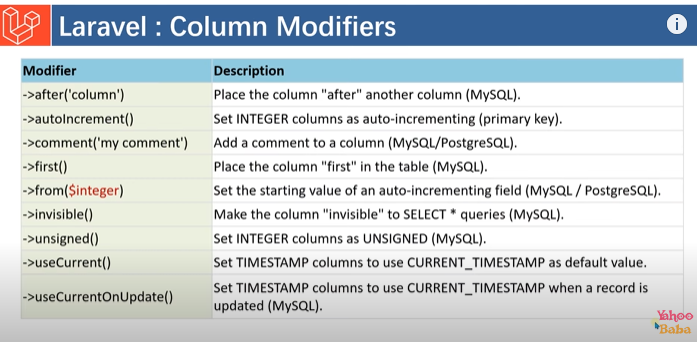 Laravel : Column Modifiers
i
Modifier Description
->after('column') Place the column "after" another column (MySQL).
->autoIncrement() Set INTEGER columns as auto-incrementing (primary key).
->comment('my comment') Add a comment to a column (MySQL/PostgreSQL).
->first() Place the column "first" in the table (MySQL).
->from($integer) Set the starting value of an auto-incrementing field (MySQL / PostgreSQL).
->invisible() Make the column "invisible" to SELECT * queries (MySQL).
->unsigned() Set INTEGER columns as UNSIGNED (MySQL).
->useCurrent() Set TIMESTAMP columns to use CURRENT_TIMESTAMP as default value.
->useCurrentOnUpdate() Set TIMESTAMP columns to use CURRENT_TIMESTAMP when a record is
updated (MySQL).
Yahoo
Baba